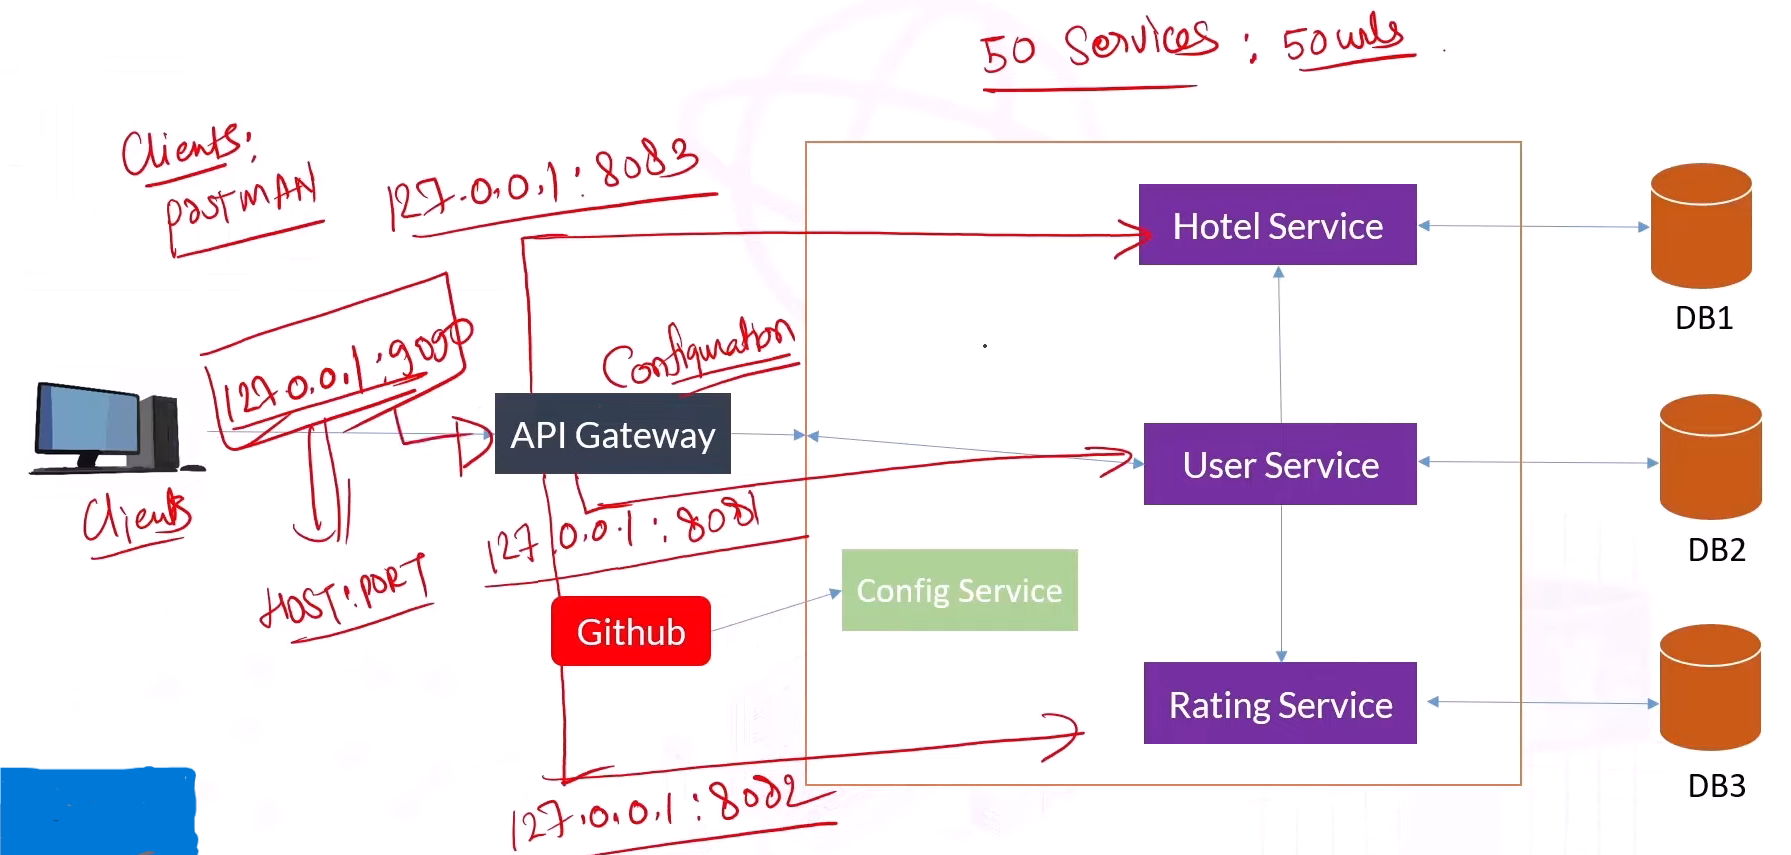 50 Services : 50 urls
Clients:
POSTMAN
127.0.0.1:8083
Hotel Service
DB1
127.0.0.1:9090
Configuration
API Gateway
User Service
Clients
127.0.0.1:8081
DB2
HOST:PORT
Config Service
Github
Rating Service
127.0.0.1:8082
DB3